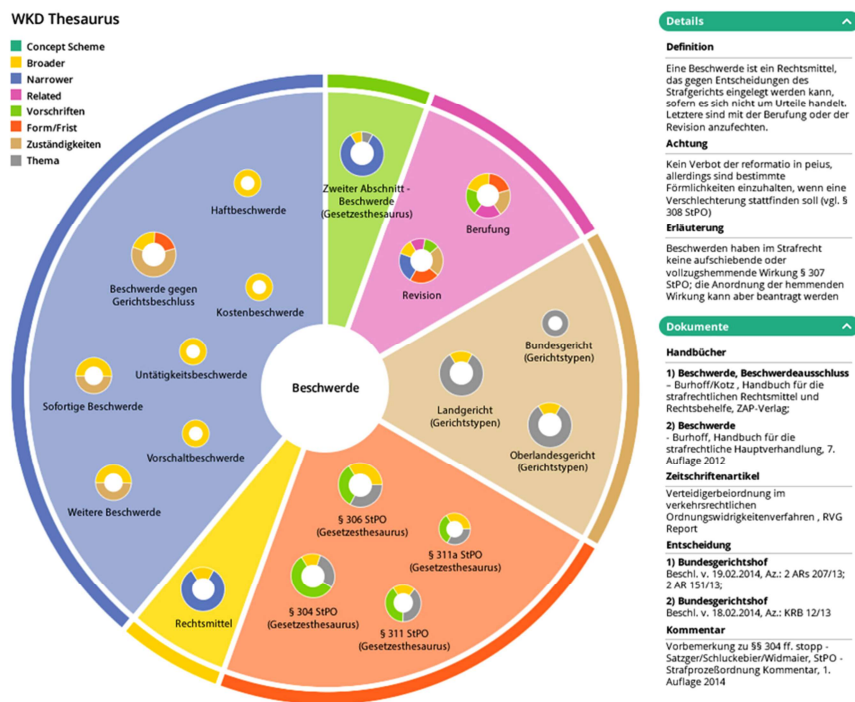 WKD Thesaurus
Concept Scheme
Broader
Narrower
Related
Vorschriften
Form/Frist
Zuständigkeiten
Thema
Zweiter Abschnitt -
Beschwerde
(Gesetzesthesaurus)
Haftbeschwerde
Berufung
Beschwerde gegen
Gerichtsbeschluss
Revision
Kostenbeschwerde
Bundesgericht
(Gerichtstypen)
Untätigkeitsbeschwerde
Beschwerde
Sofortige Beschwerde
Landgericht
(Gerichtstypen)
Vorschaltbeschwerde
Oberlandesgericht
(Gerichtstypen)
Weitere Beschwerde
§ 306 StPO
(Gesetzesthesaurus)
§ 311a StPO
(Gesetzesthesaurus)
§ 304 StPO
(Gesetzesthesaurus)
Rechtsmittel
§ 311 StPO
(Gesetzesthesaurus)
Details
Definition
Eine Beschwerde ist ein Rechtsmittel,
das gegen Entscheidungen des
Strafgerichts eingelegt werden kann,
sofern es sich nicht um Urteile handelt.
Letztere sind mit der Berufung oder der
Revision anzufechten.
Achtung
Kein Verbot der reformatio in peius,
allerdings sind bestimmte
Förmlichkeiten einzuhalten, wenn eine
Verschlechterung stattfinden soll (vgl. §
308 StPO)
Erläuterung
Beschwerden haben im Strafrecht
keine aufschiebende oder
vollzugshemmende Wirkung § 307
StPO; die Anordnung der hemmenden
Wirkung kann aber beantragt werden
Dokumente
Handbücher
1) Beschwerde, Beschwerdeausschluss
– Burhoff/Kotz , Handbuch für die
strafrechtlichen Rechtsmittel und
Rechtsbehelfe, ZAP-Verlag;
2) Beschwerde
- Burhoff, Handbuch für die
strafrechtliche Hauptverhandlung, 7.
Auflage 2012
Zeitschriftenartikel
Verteidigerbeiordnung im
verkehrsrechtlichen
Ordnungswidrigkeitenverfahren , RVG
Report
Entscheidung
1) Bundesgerichtshof
Beschl. v. 19.02.2014, Az.: 2 ARs 207/13;
2 AR 151/13;
2) Bundesgerichtshof
Beschl. v. 18.02.2014, Az.: KRB 12/13
Kommentar
Vorbemerkung zu §§ 304 ff. stopp -
Satzger/Schluckebier/Widmaier, StPO -
Strafprozeßordnung Kommentar, 1.
Auflage 2014